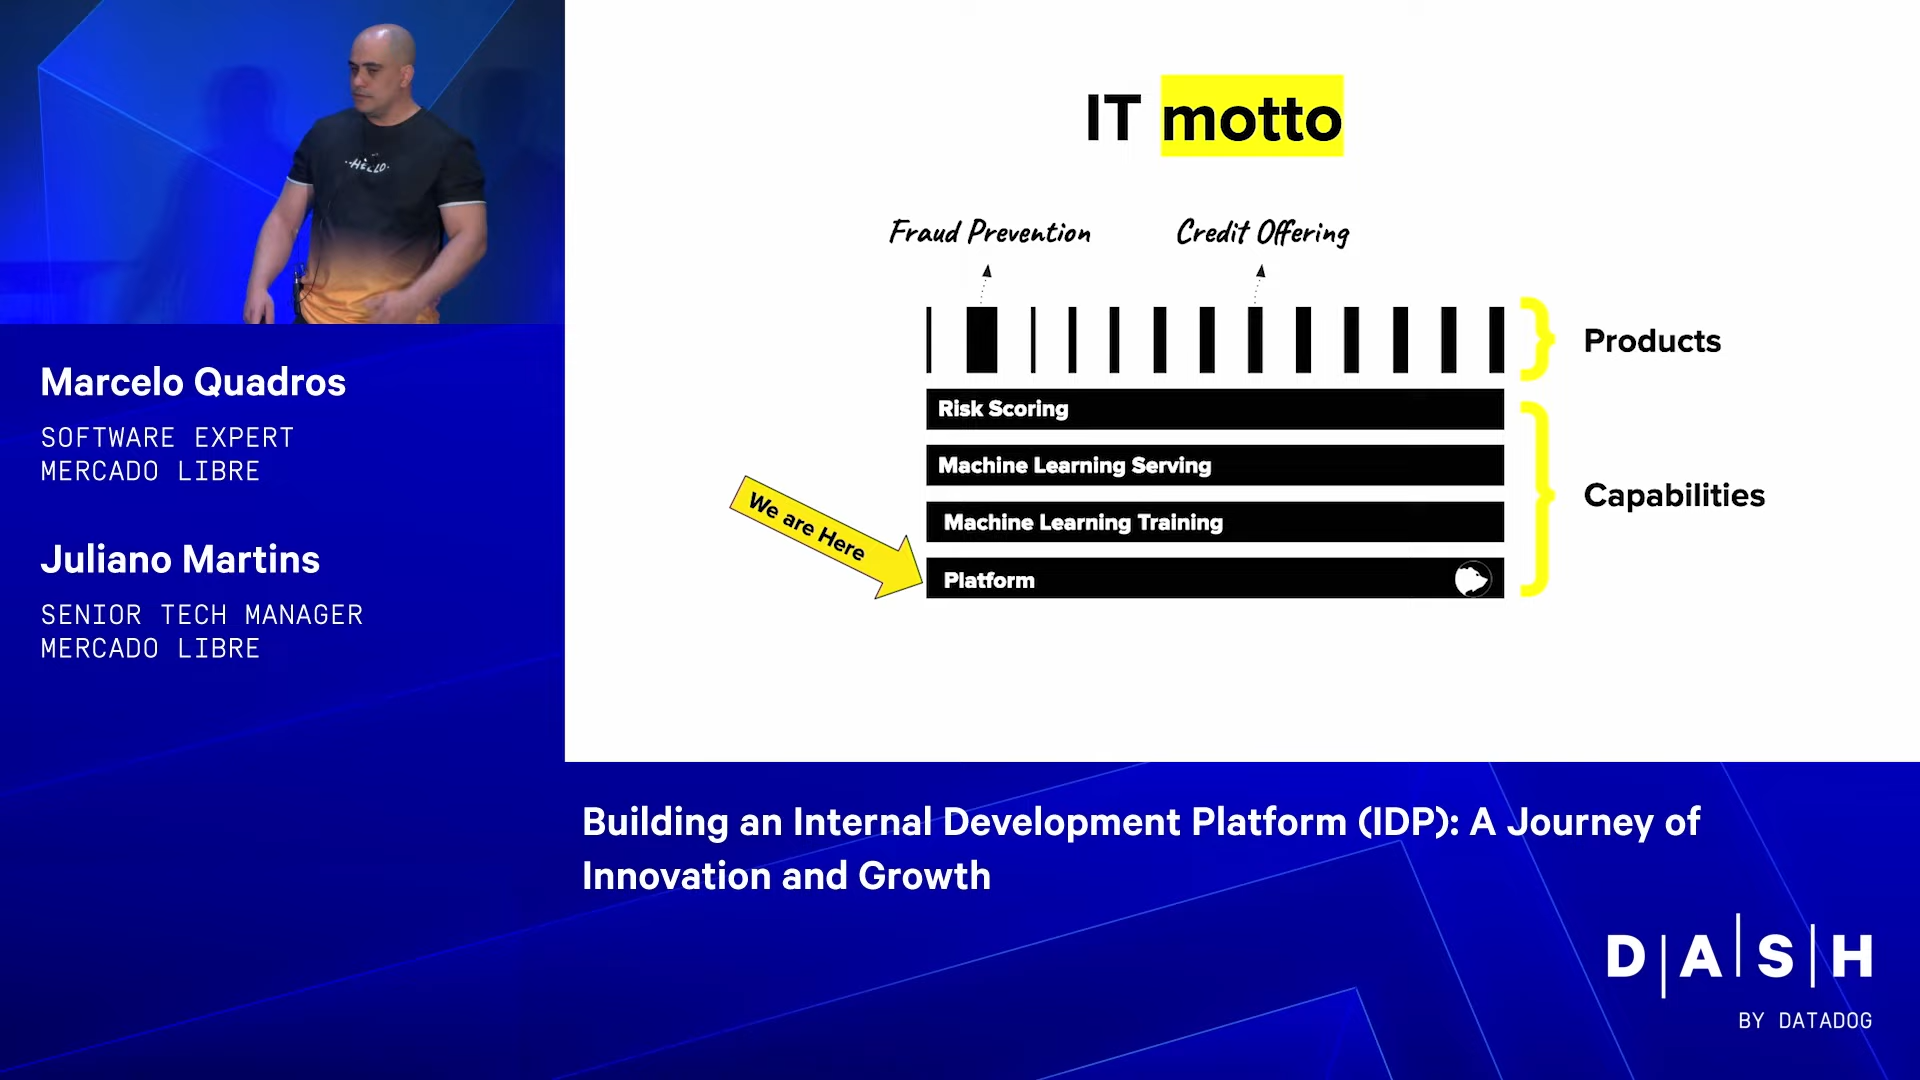 ·HELLO·
Marcelo Quadros
SOFTWARE EXPERT
MERCADO LIBRE
Juliano Martins
SENIOR TECH MANAGER
MERCADO LIBRE
IT motto
Fraud Prevention
Credit Offering
Products
Risk Scoring
Machine Learning Serving
Machine Learning Training
Platform
Capabilities
We are Here
Building an Internal Development Platform (IDP): A Journey of
Innovation and Growth
D|A|S|H
BY DATADOG